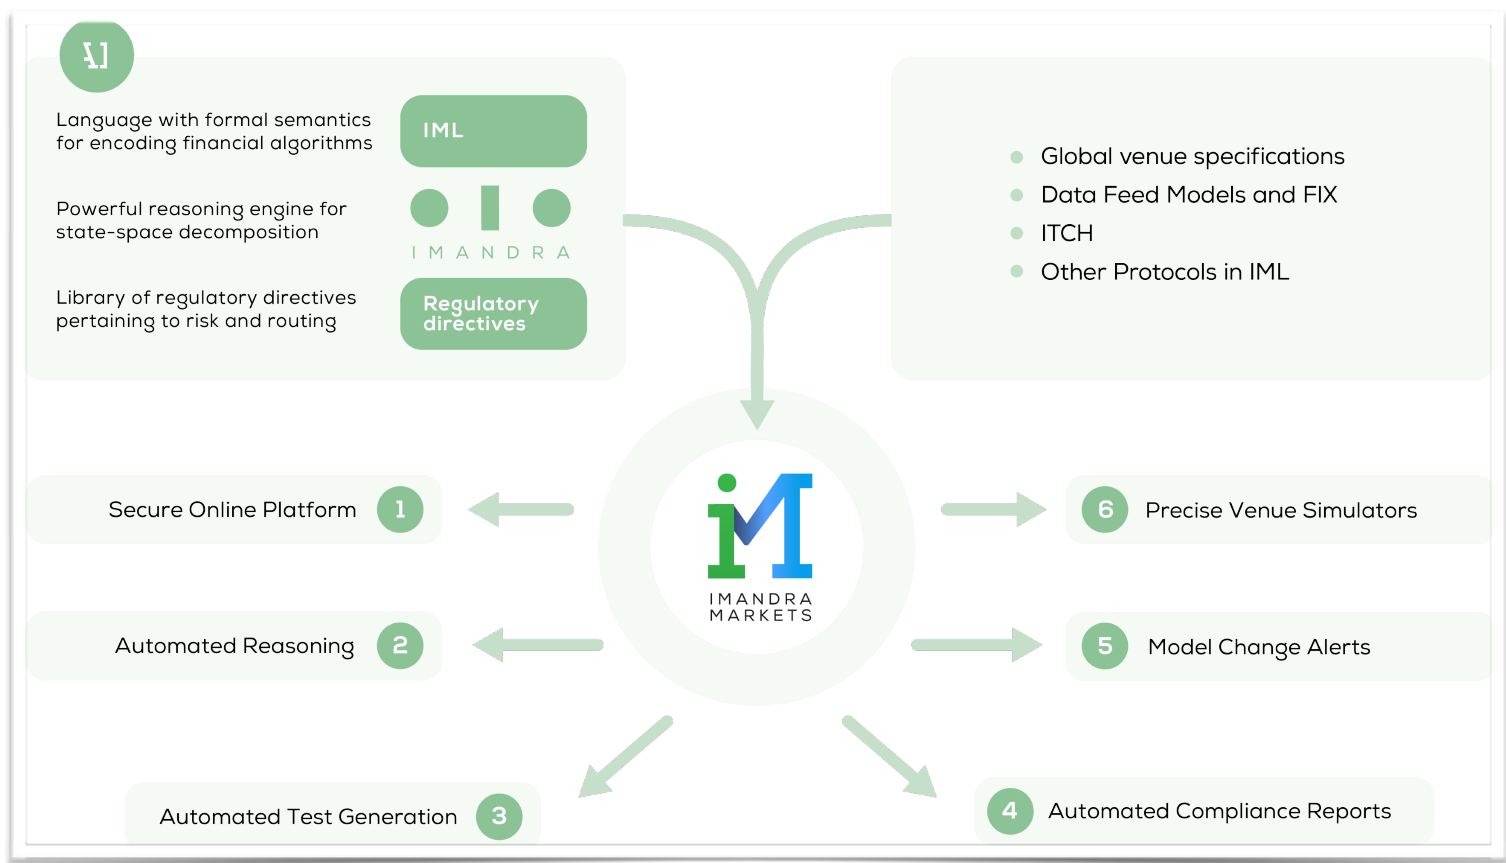 Language with formal semantics
for encoding financial algorithms
IML
Powerful reasoning engine for
state-space decomposition
IMANDRA
Library of regulatory directives
pertaining to risk and routing
Regulatory
directives
Global venue specifications
Data Feed Models and FIX
ITCH
Other Protocols in IML
iM
IMANDRA
MARKETS
Secure Online Platform 1
Automated Reasoning 2
Automated Test Generation 3
4 Automated Compliance Reports
5 Model Change Alerts
6 Precise Venue Simulators